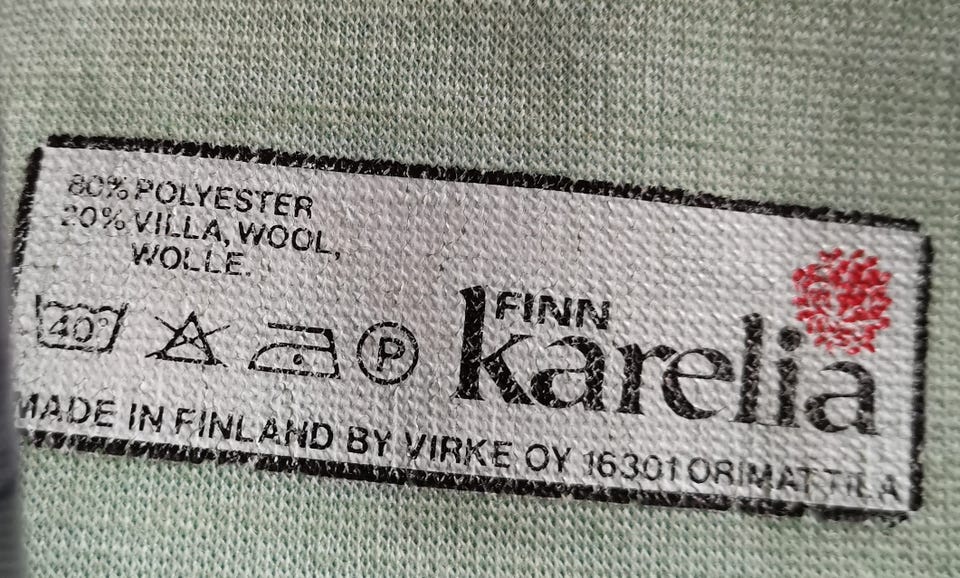 80% POLYESTER
20% VILLA, WOOL,
WOLLE.
40°
P
FINN
karelia
MADE IN FINLAND BY VIRKE OY 16301 ORIMATTILA